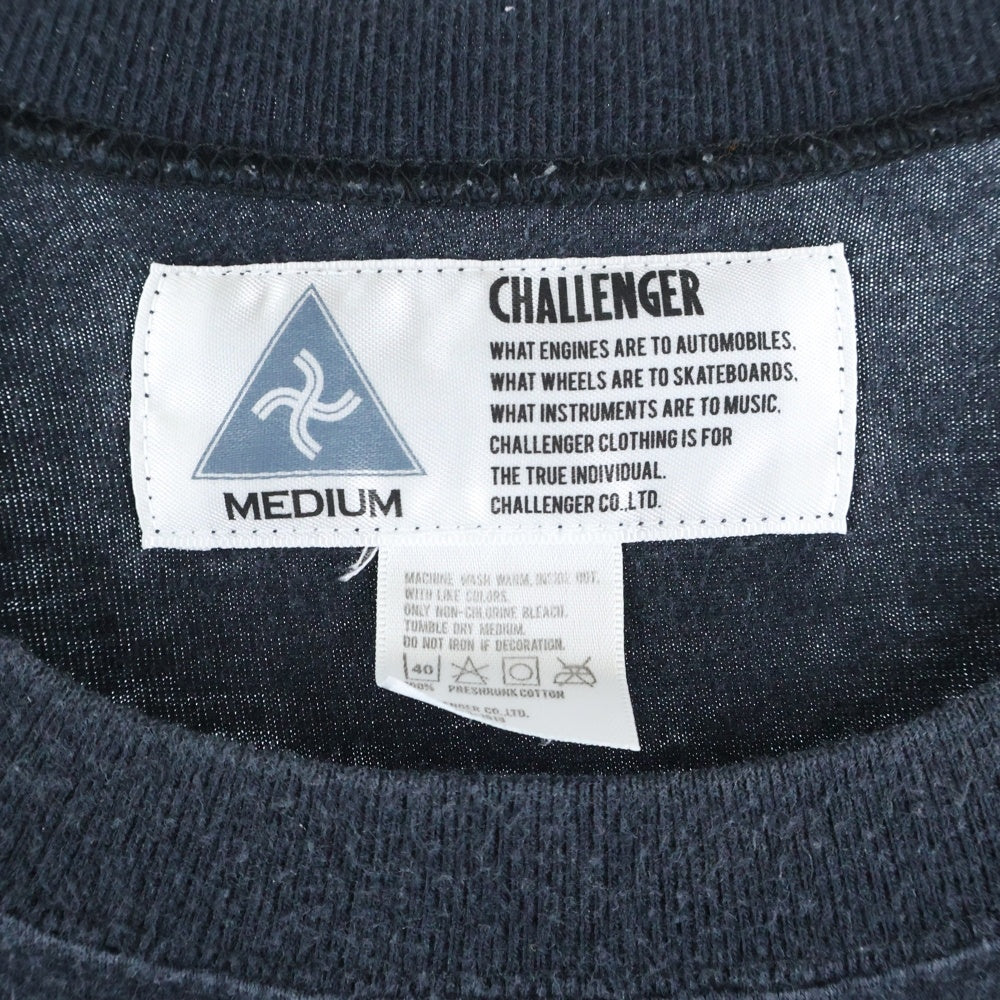 CHALLENGER
WHAT ENGINES ARE TO AUTOMOBILES,
WHAT WHEELS ARE TO SKATEBOARDS,
WHAT INSTRUMENTS ARE TO MUSIC,
CHALLENGER CLOTHING IS FOR
THE TRUE INDIVIDUAL.
CHALLENGER CO.,LTD.
MEDIUM
MACHINE WASH WARM, INSIDE OUT,
WITH LIKE COLORS.
ONLY NON-CHLORINE BLEACH.
TUMBLE DRY MEDIUM.
DO NOT IRON IF DECORATION.
40
PRESHRUNK COTTON
CO.,LTD.